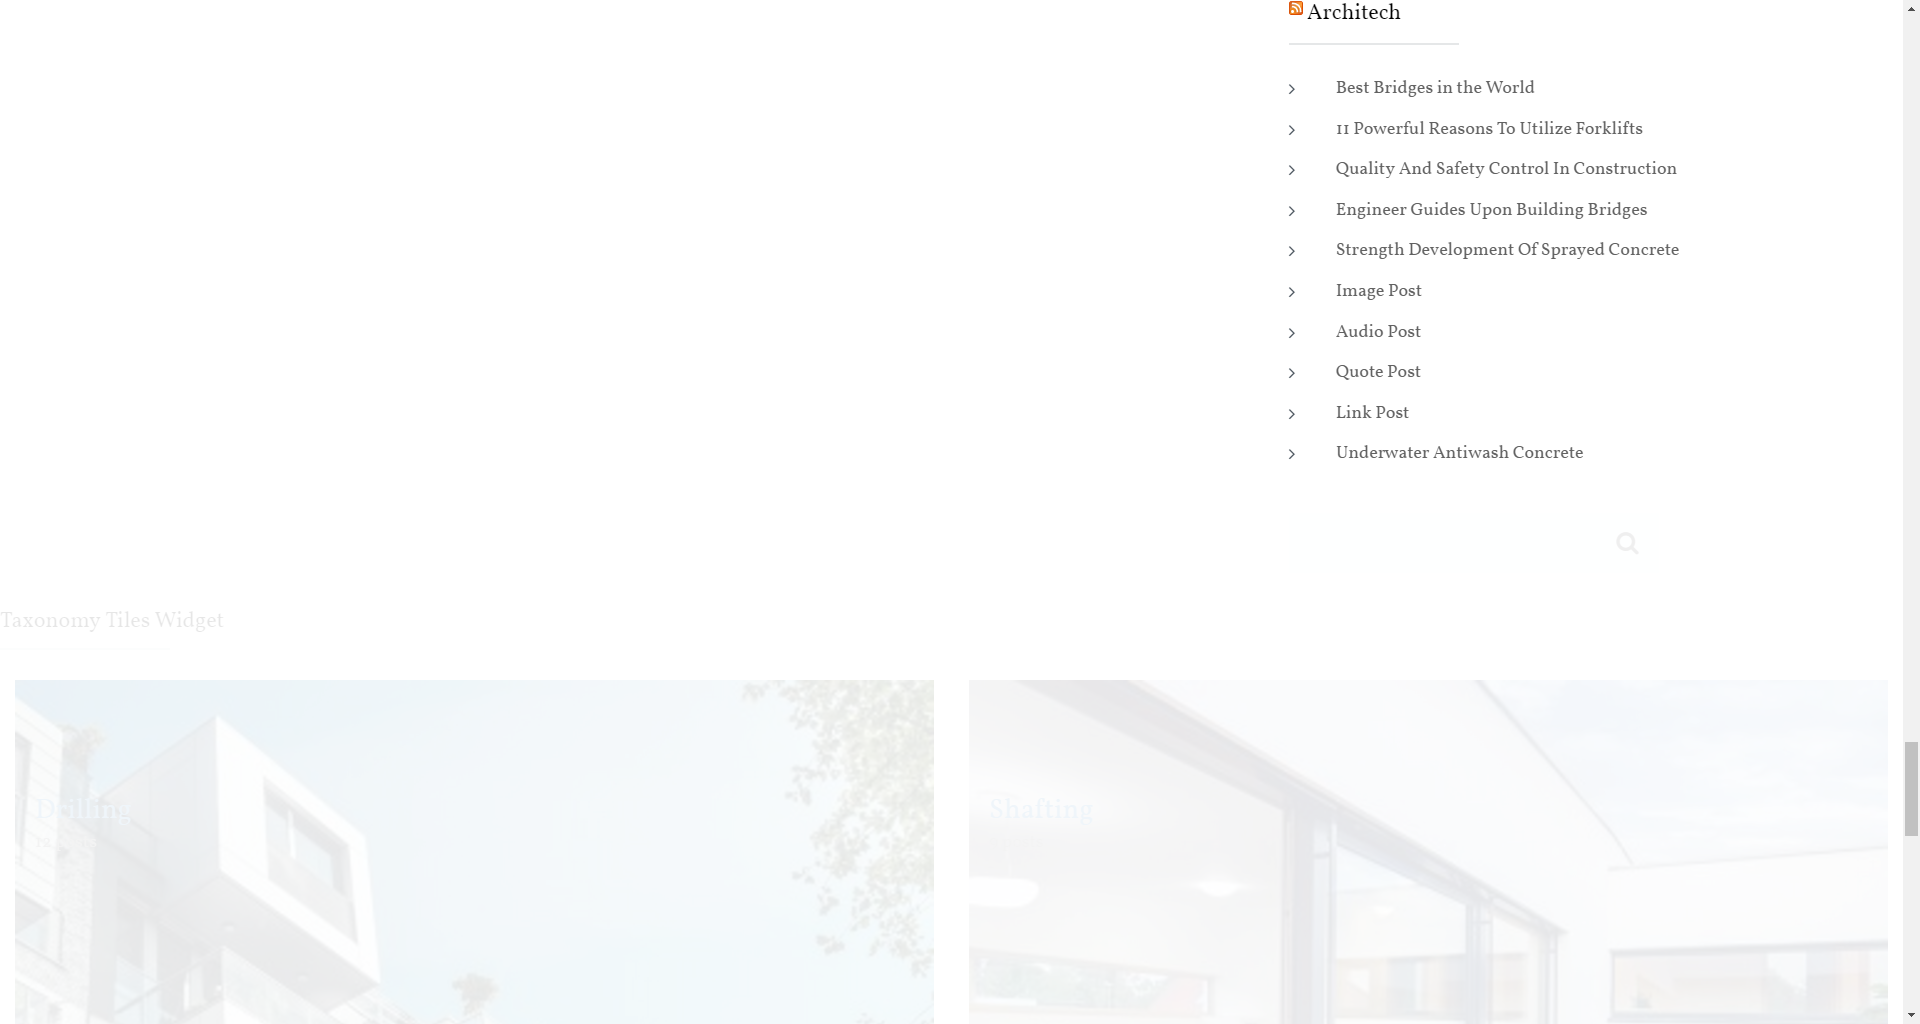 Architech
Best Bridges in the World
11 Powerful Reasons To Utilize Forklifts
Quality And Safety Control In Construction
Engineer Guides Upon Building Bridges
Strength Development Of Sprayed Concrete
Image Post
Audio Post
Quote Post
Link Post
Underwater Antiwash Concrete
Taxonomy Tiles Widget
Drilling
Shafting